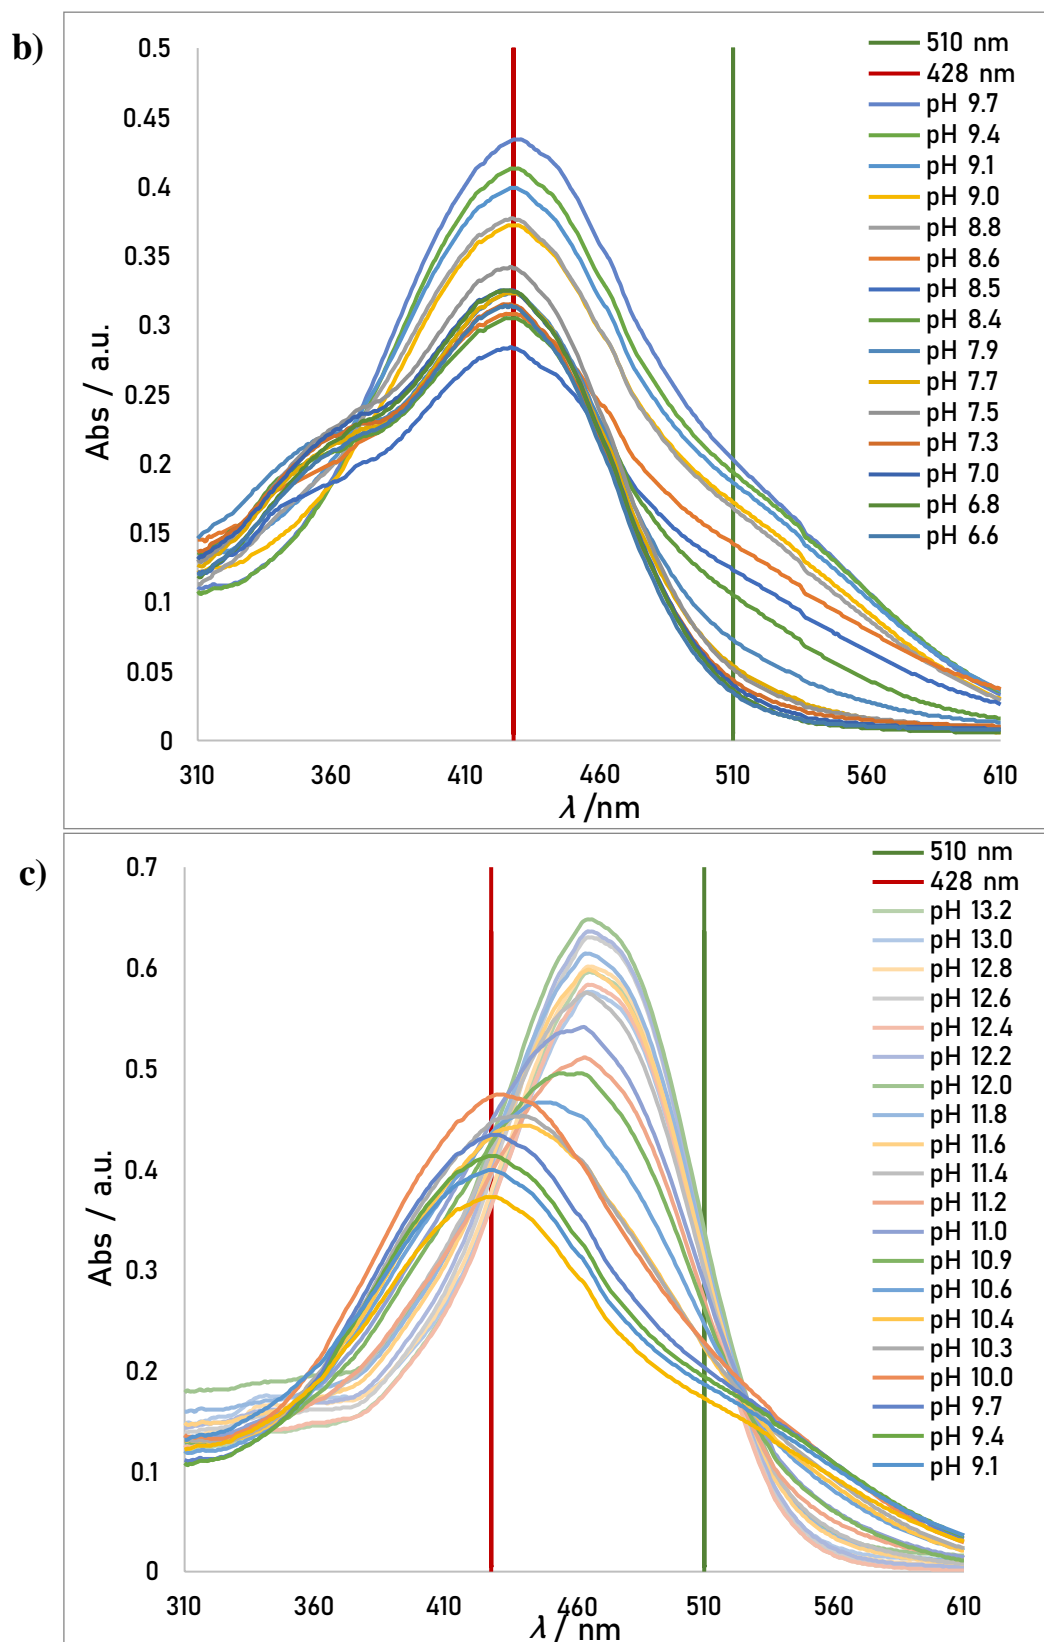 b)
0.5
0.45
0.4
0.35
0.3
0.25
0.2
0.15
0.1
0.05
0
Abs / a.u.
310 360 410 460 510 560 610
λ /nm
510 nm
428 nm
pH 9.7
pH 9.4
pH 9.1
pH 9.0
pH 8.8
pH 8.6
pH 8.5
pH 8.4
pH 7.9
pH 7.7
pH 7.5
pH 7.3
pH 7.0
pH 6.8
pH 6.6
c)
0.7
0.6
0.5
0.4
0.3
0.2
0.1
0
Abs / a.u.
310 360 410 460 510 560 610
λ / nm
510 nm
428 nm
pH 13.2
pH 13.0
pH 12.8
pH 12.6
pH 12.4
pH 12.2
pH 12.0
pH 11.8
pH 11.6
pH 11.4
pH 11.2
pH 11.0
pH 10.9
pH 10.6
pH 10.4
pH 10.3
pH 10.0
pH 9.7
pH 9.4
pH 9.1